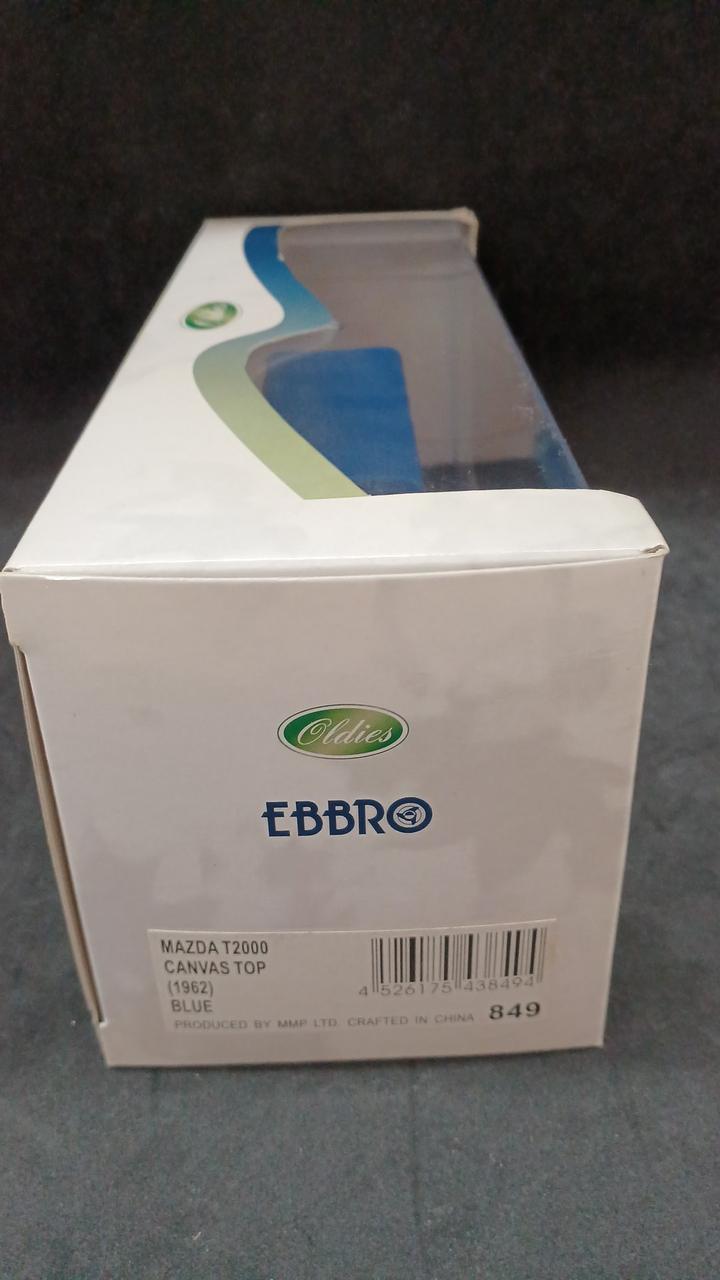 Oldies
EBBRO
MAZDA T2000
CANVAS TOP
(1962)
BLUE
4 526175 438494
PRODUCED BY MMP LTD. CRAFTED IN CHINA 849